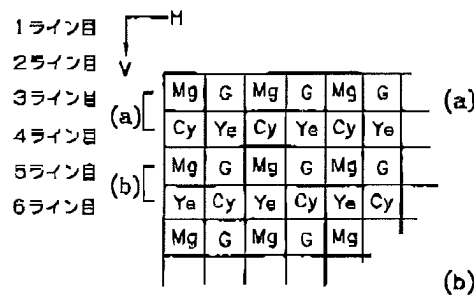 H
V
1ライン目
2ライン目
3ライン目
4ライン目
5ライン目
6ライン目
(a)
(b)
Mg G Mg G Mg G
Cy Ye Cy Ye Cy Ye
Mg G Mg G Mg G
Ye Cy Ye Cy Ye Cy
Mg G Mg G Mg
(a)
(b)